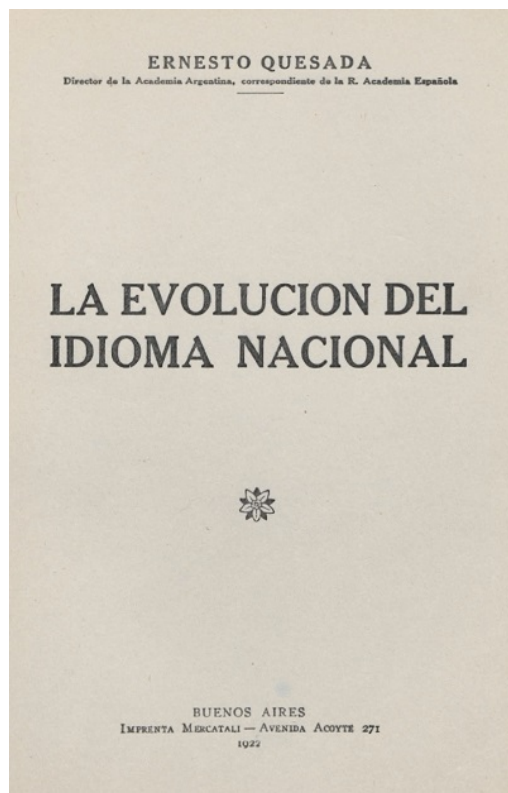 ERNESTO QUESADA
Director de la Academia Argentina, correspondiente de la R. Academia Española
LA EVOLUCION DEL
IDIOMA NACIONAL
BUENOS AIRES
IMPRENTA MERCATALI — AVENIDA ACOYTE 271
1922